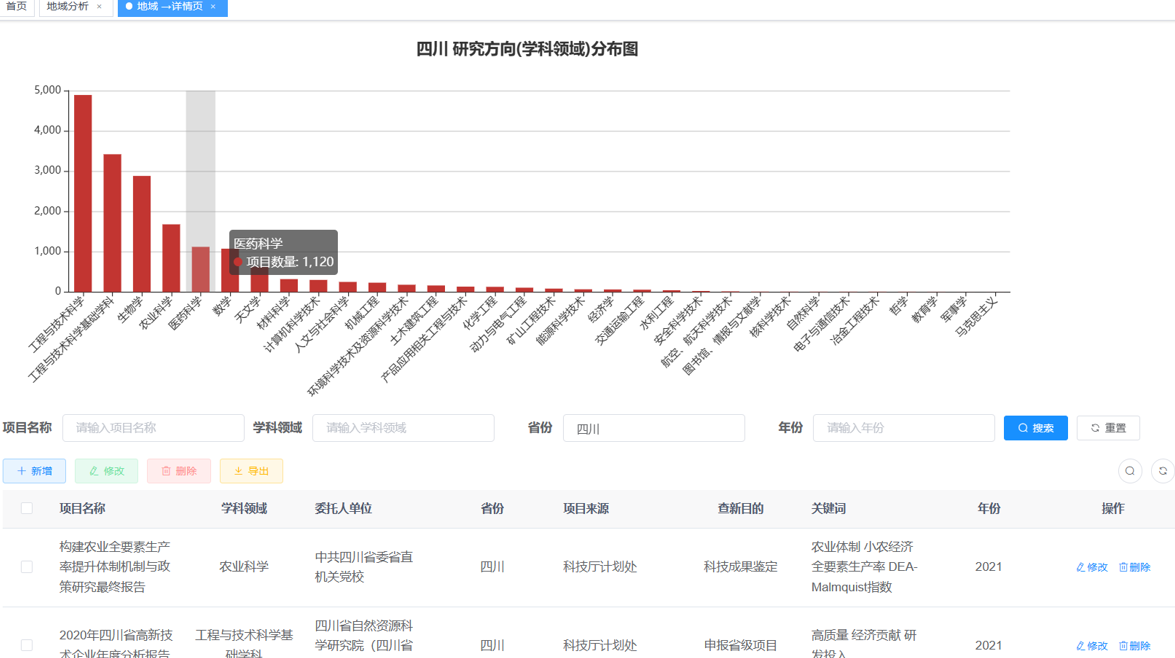 首页 地域分析 × 地域 →详情页 ×
四川 研究方向(学科领域)分布图
5,000
4,000
3,000
2,000
1,000
0
医药科学
项目数量: 1,120
工程与技术科学
工程与技术科学基础学科
生物学
农业科学
医药科学
数学
天文学
材料科学
计算机科学技术
人文与社会科学
机械工程
环境科学技术及资源科学技术
土木建筑工程
产品应用相关工程与技术
化学工程
动力与电气工程
矿山工程技术
能源科学技术
经济学
交通运输工程
水利工程
安全科学技术
航空、航天科学技术
图书馆、情报与文献学
核科学技术
自然科学
电子与通信技术
冶金工程技术
哲学
教育学
军事学
马克思主义
项目名称 请输入项目名称 学科领域 请输入学科领域 省份 四川 年份 请输入年份 搜索 重置
新增 修改 删除 导出
项目名称 学科领域 委托人单位 省份 项目来源 查新目的 关键词 年份 操作
构建农业全要素生产
率提升体制机制与政
策研究最终报告
农业科学
中共四川省委省直
机关党校
四川
科技厅计划处
科技成果鉴定
农业体制 小农经济
全要素生产率 DEA-
Malmquist指数
2021
修改 删除
2020年四川省高新技
术企业年度分析报告
工程与技术科学基
础学科
四川省自然资源科
学研究院（四川省
四川
科技厅计划处
申报省级项目
高质量 经济贡献 研
发投入
2021
修改 删除